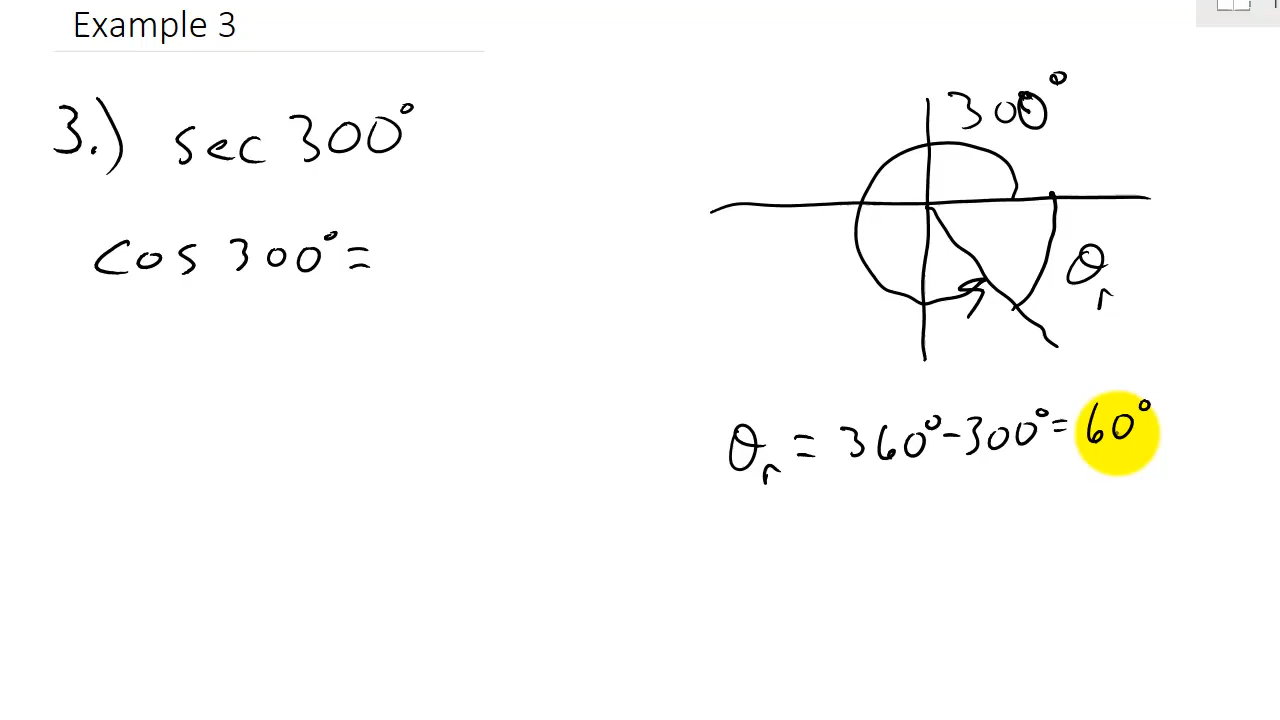 Example 3
3.) sec 300°
cos 300° =
300°
θr
θr = 360° - 300° = 60°